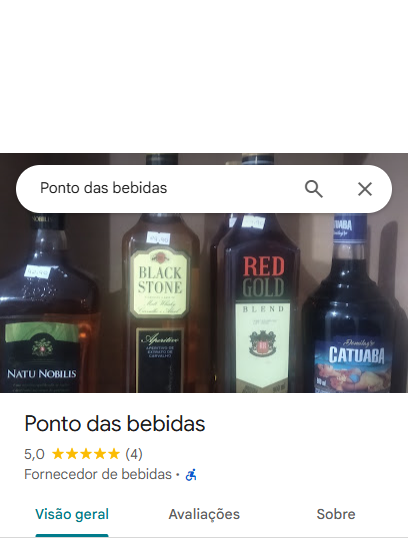 Ponto das bebidas
NATU NOBILIS
BLACK
STONE
Aperitivo
RED
GOLD
BLEND
CATUABA
Ponto das bebidas
5,0 ★★★★★ (4)
Fornecedor de bebidas ·
Visão geral
Avaliações
Sobre